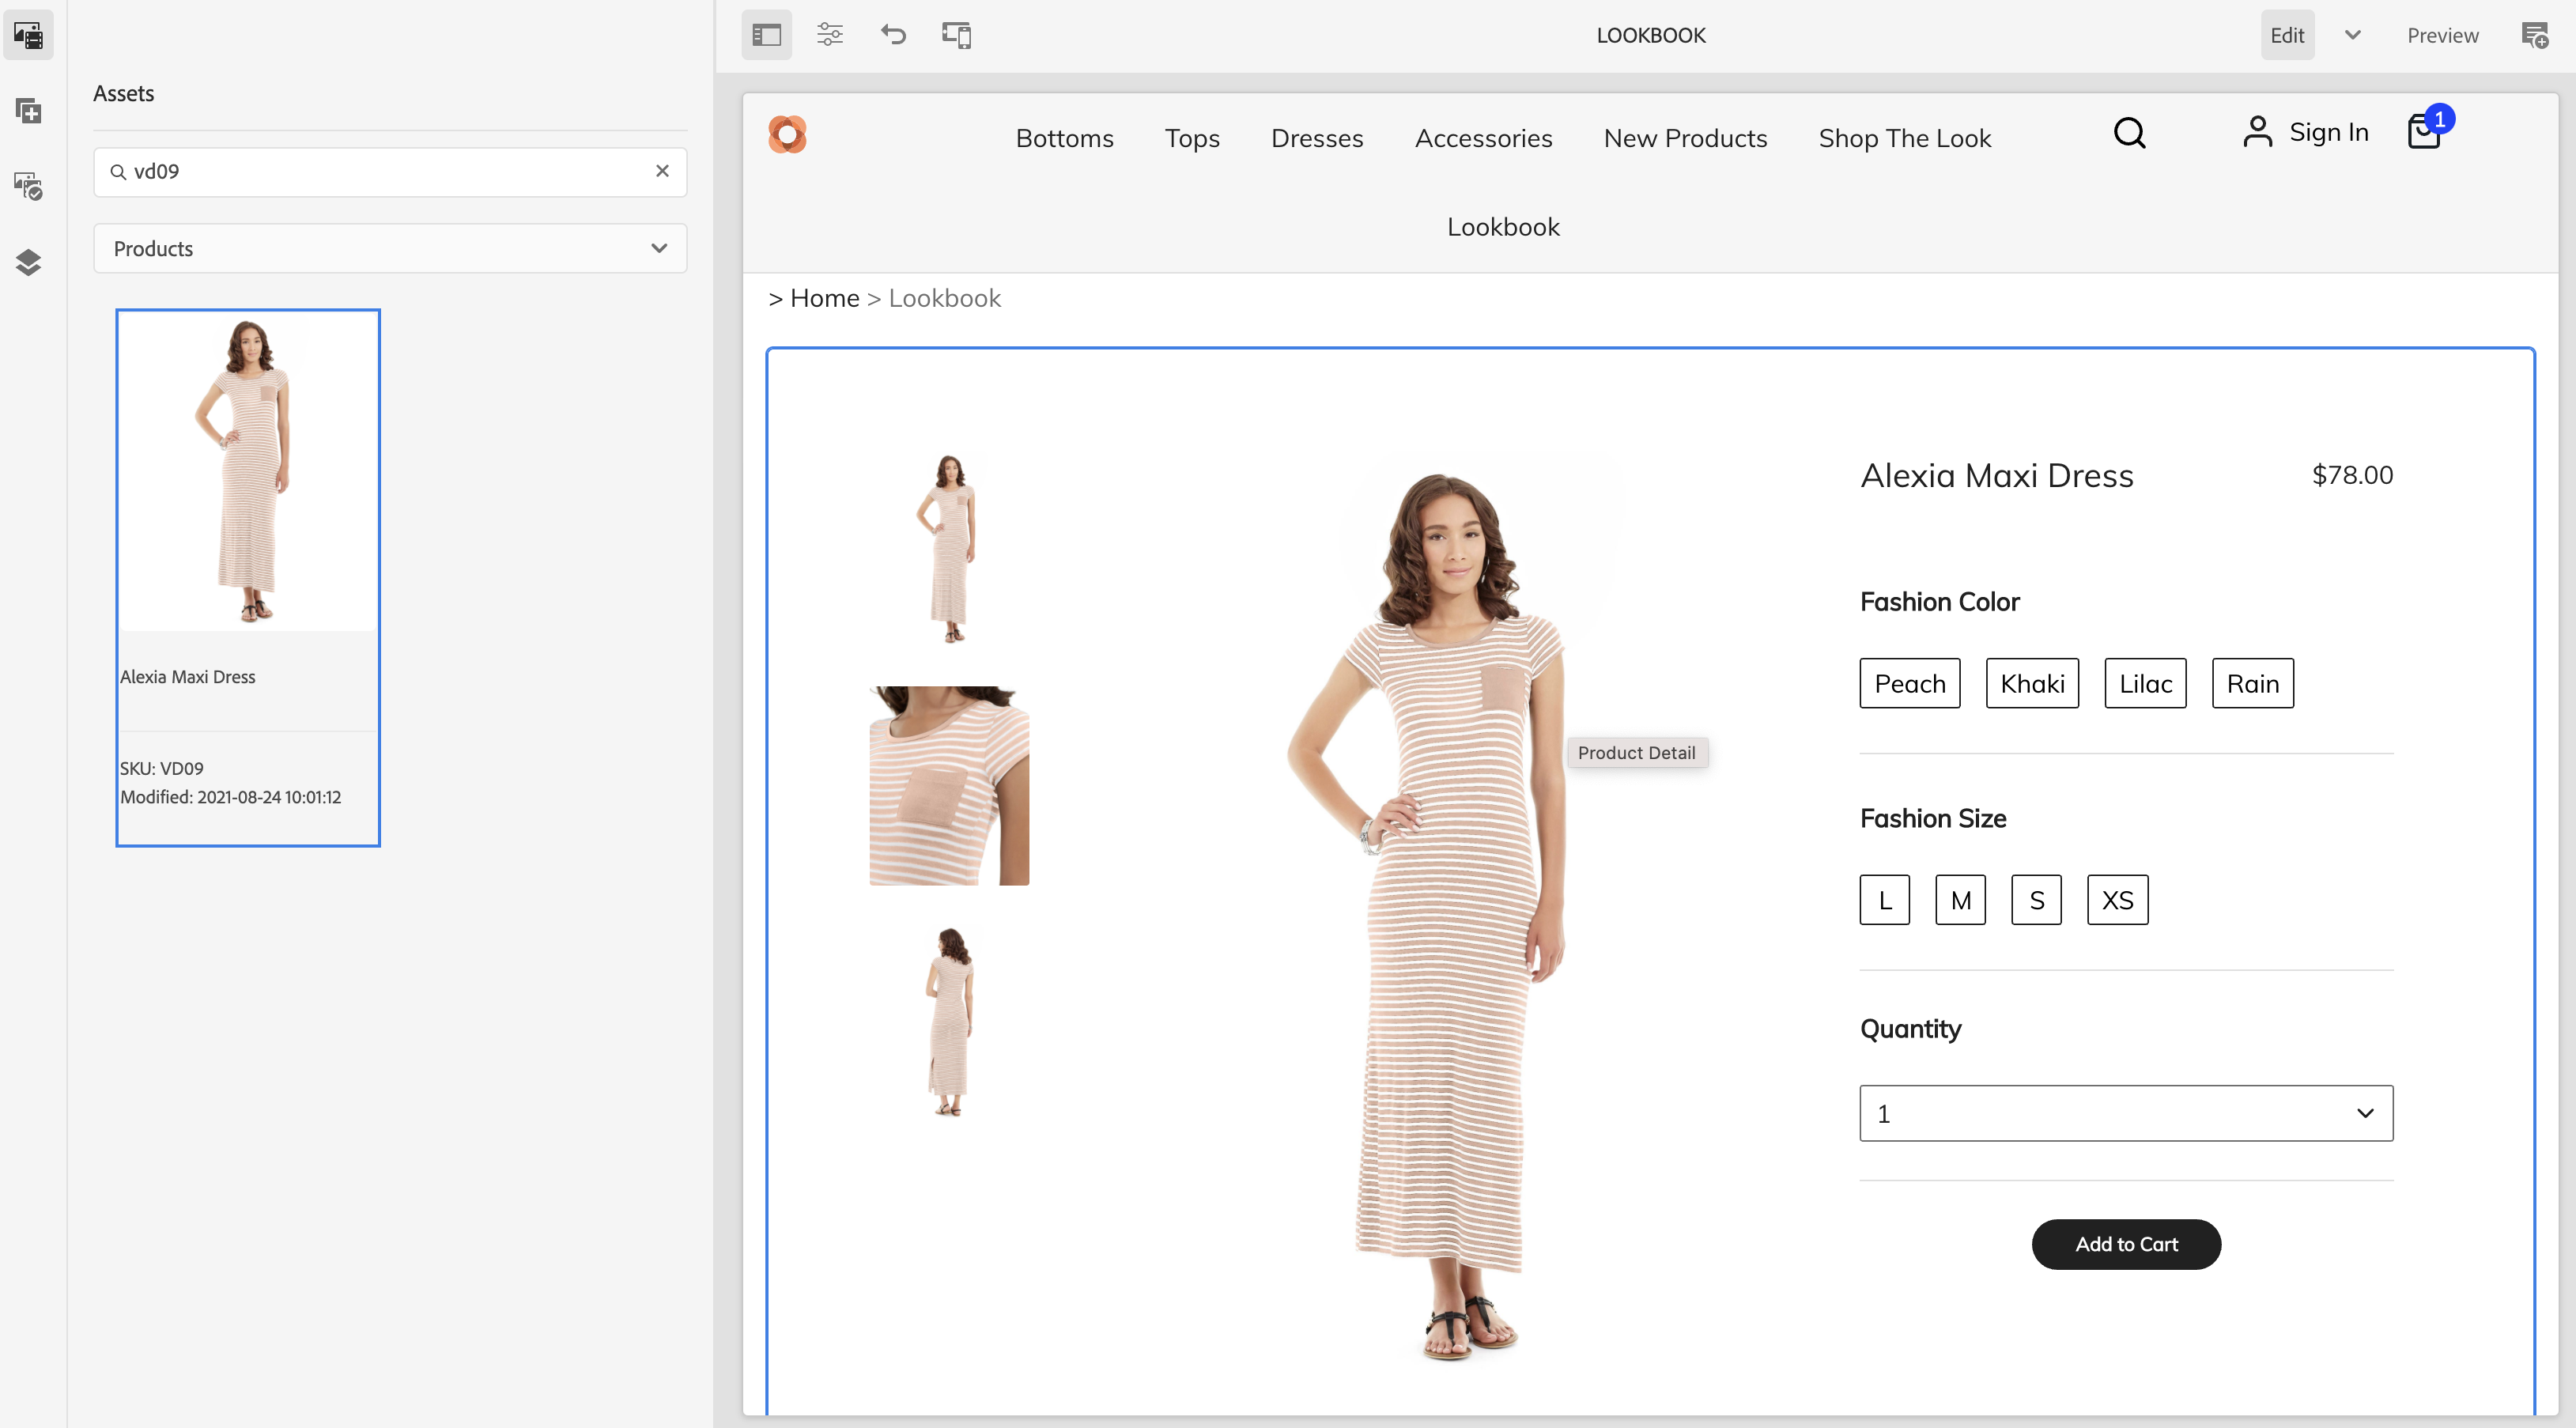 LOOKBOOK
Edit
Preview
Assets
vd09
Products
Alexia Maxi Dress
SKU: VD09
Modified: 2021-08-24 10:01:12
Bottoms
Tops
Dresses
Accessories
New Products
Shop The Look
Sign In
1
Lookbook
> Home > Lookbook
Alexia Maxi Dress
$78.00
Fashion Color
Peach
Khaki
Lilac
Rain
Product Detail
Fashion Size
L
M
S
XS
Quantity
1
Add to Cart